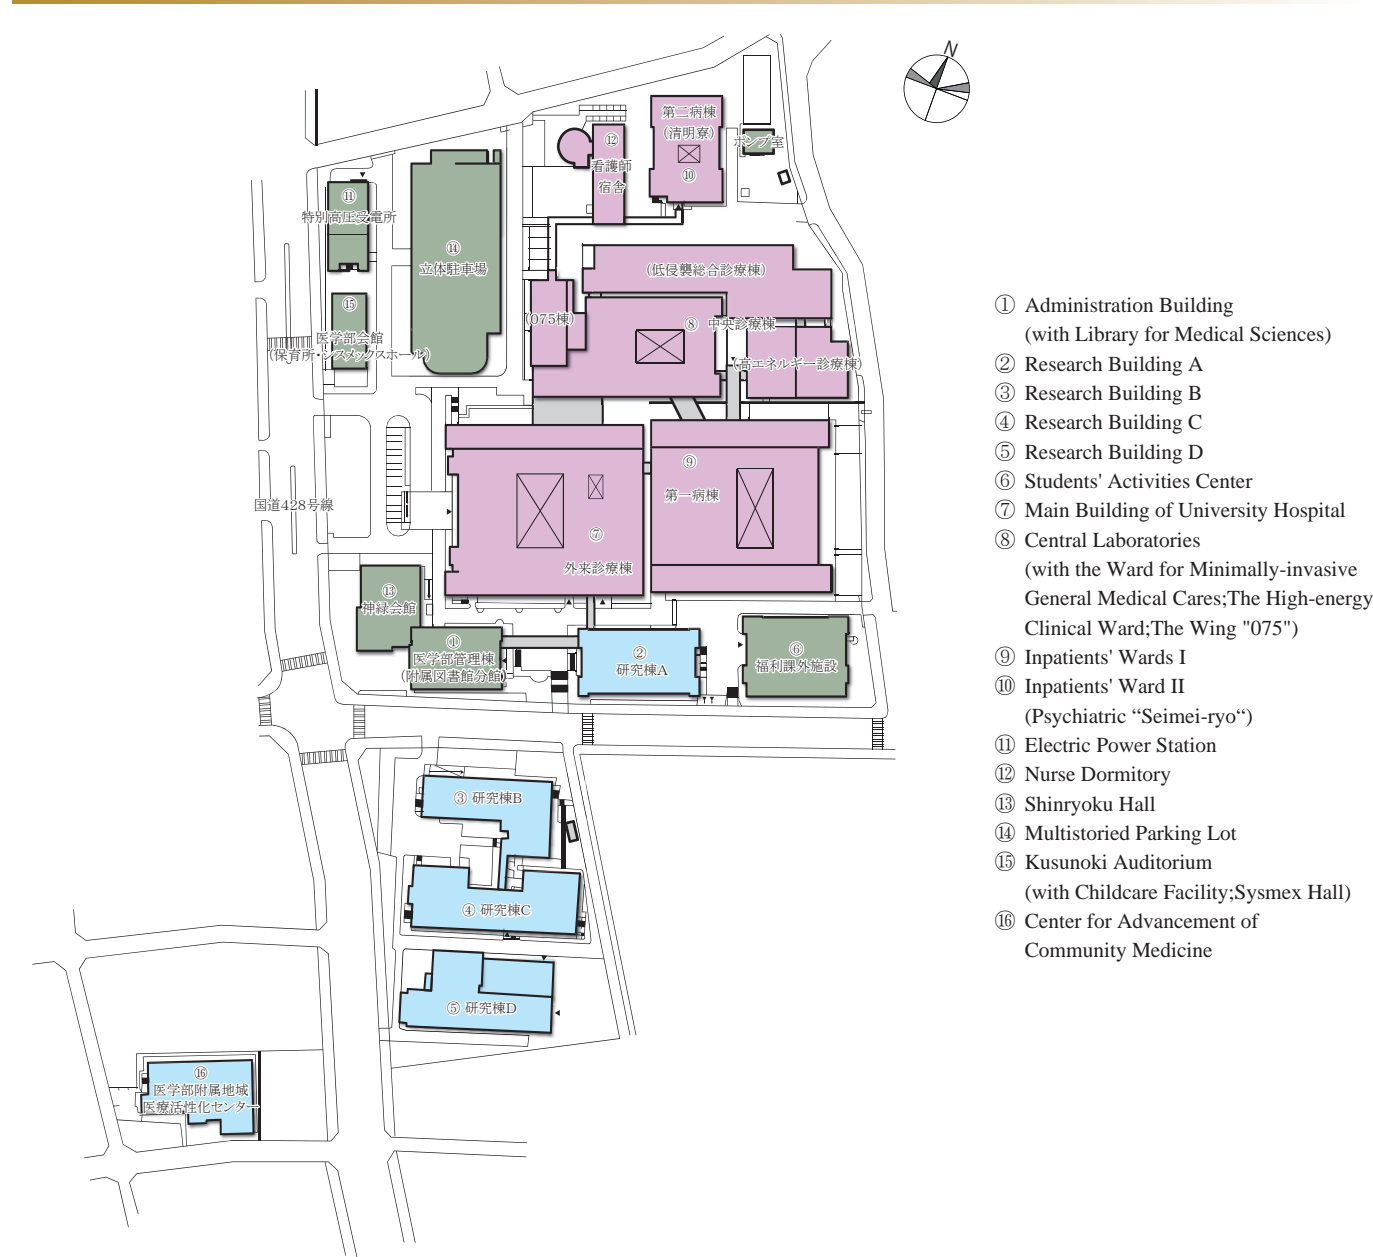 N
第二病棟
(清明寮)
⑩
ポンプ室
⑫
看護師
宿舎
⑪
特別高圧受電所
⑭
立体駐車場
(低侵襲総合診療棟)
⑮
医学部会館
(保育所・シスメックスホール)
(075棟)
⑧ 中央診療棟
(高エネルギー診療棟)
⑨
第一病棟
国道428号線
⑦
外来診療棟
⑬
神緑会館
①
医学部管理棟
(附属図書館分館)
②
研究棟A
⑥
福利課外施設
③ 研究棟B
④ 研究棟C
⑤ 研究棟D
⑯
医学部附属地域
医療活性化センター
① Administration Building
(with Library for Medical Sciences)
② Research Building A
③ Research Building B
④ Research Building C
⑤ Research Building D
⑥ Students' Activities Center
⑦ Main Building of University Hospital
⑧ Central Laboratories
(with the Ward for Minimally-invasive
General Medical Cares;The High-energy
Clinical Ward;The Wing "075")
⑨ Inpatients' Wards I
⑩ Inpatients' Ward II
(Psychiatric “Seimei-ryo“)
⑪ Electric Power Station
⑫ Nurse Dormitory
⑬ Shinryoku Hall
⑭ Multistoried Parking Lot
⑮ Kusunoki Auditorium
(with Childcare Facility;Sysmex Hall)
⑯ Center for Advancement of
Community Medicine